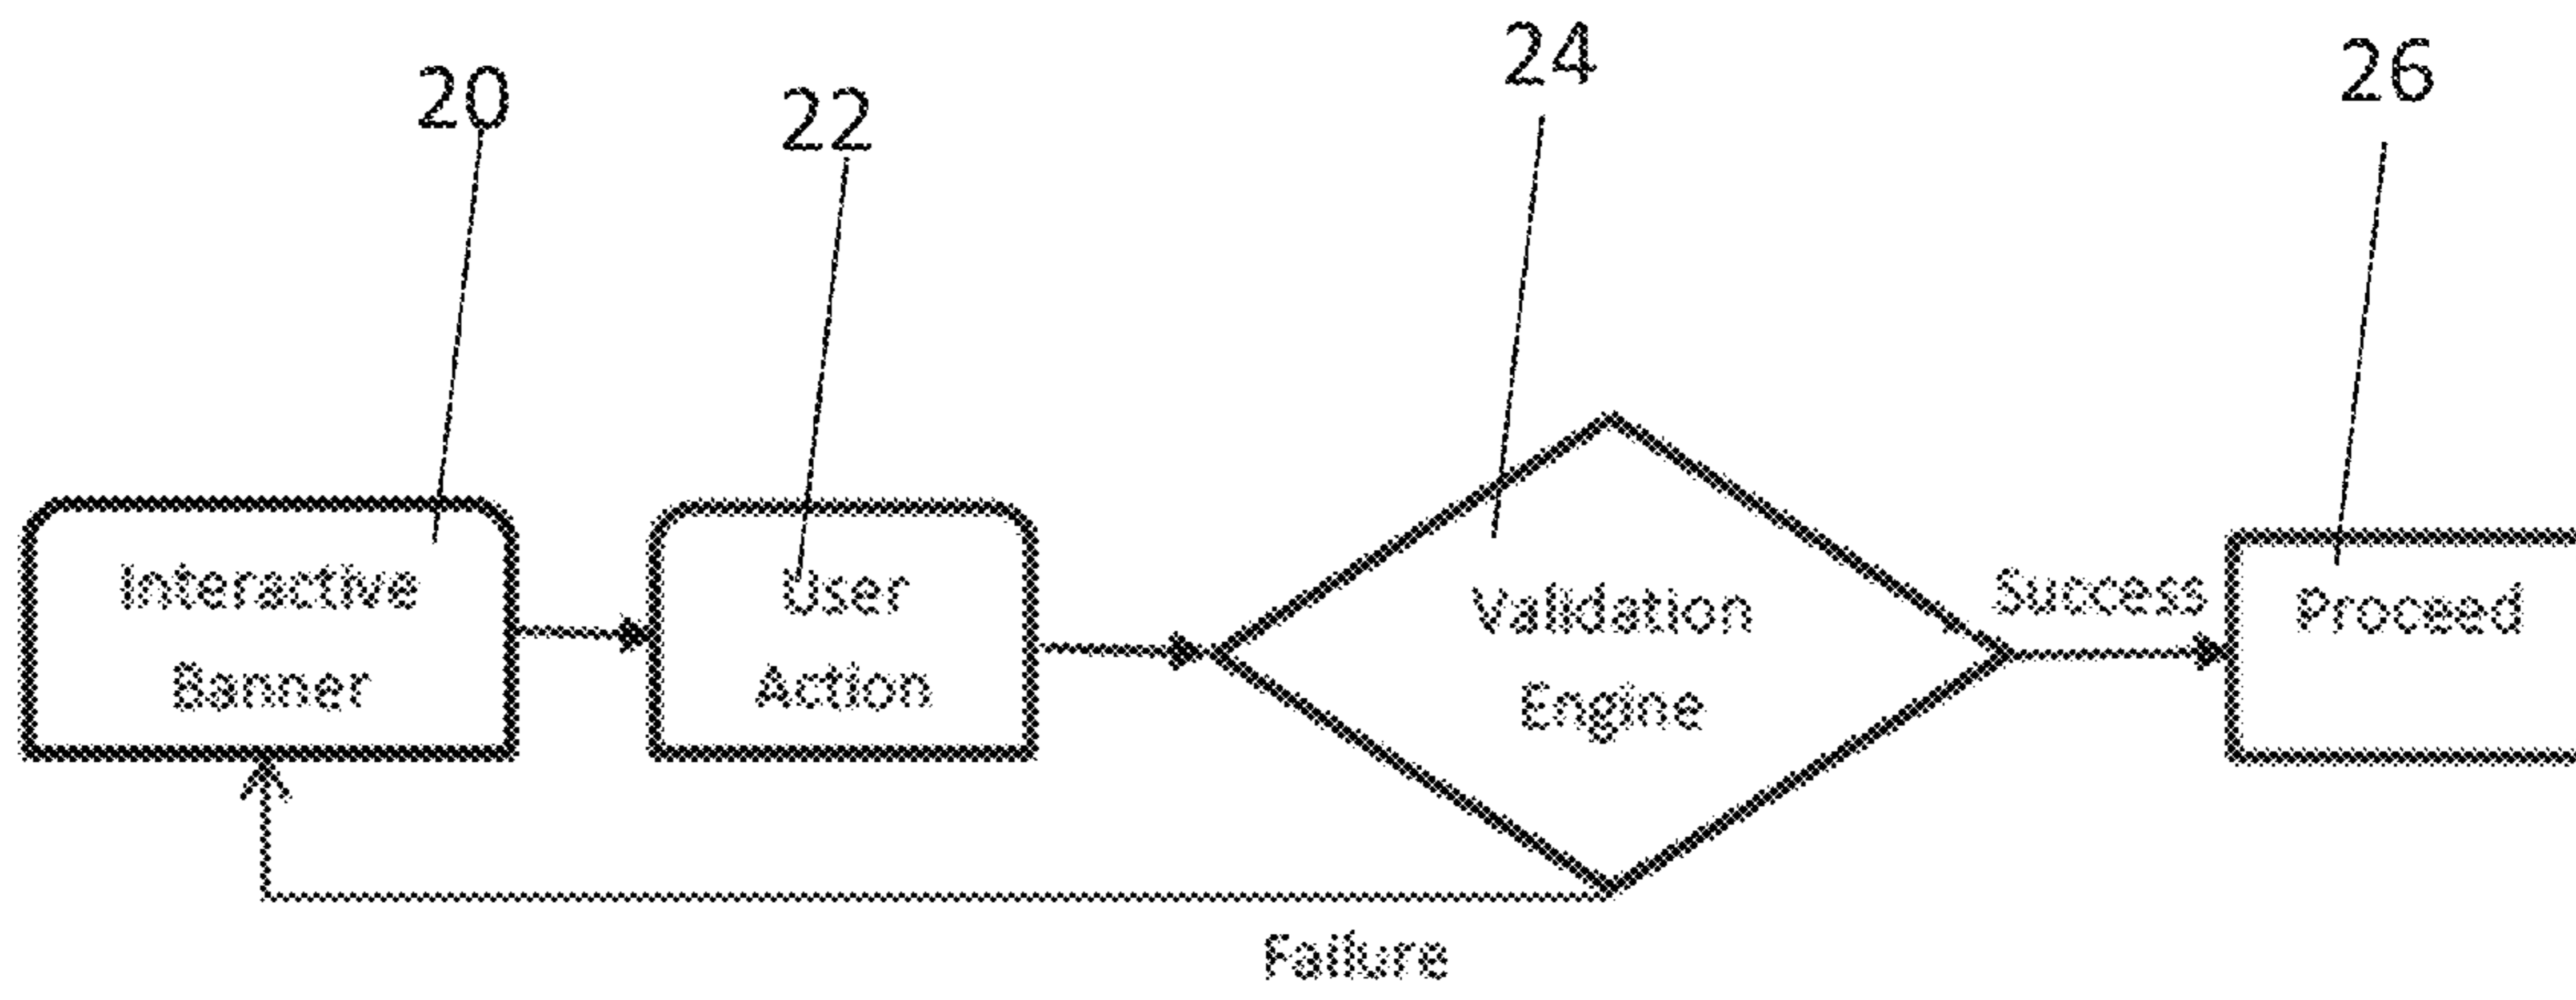 20
22
24
26
Interactive
Banner
User
Action
Validation
Engine
Success
Proceed
Failure